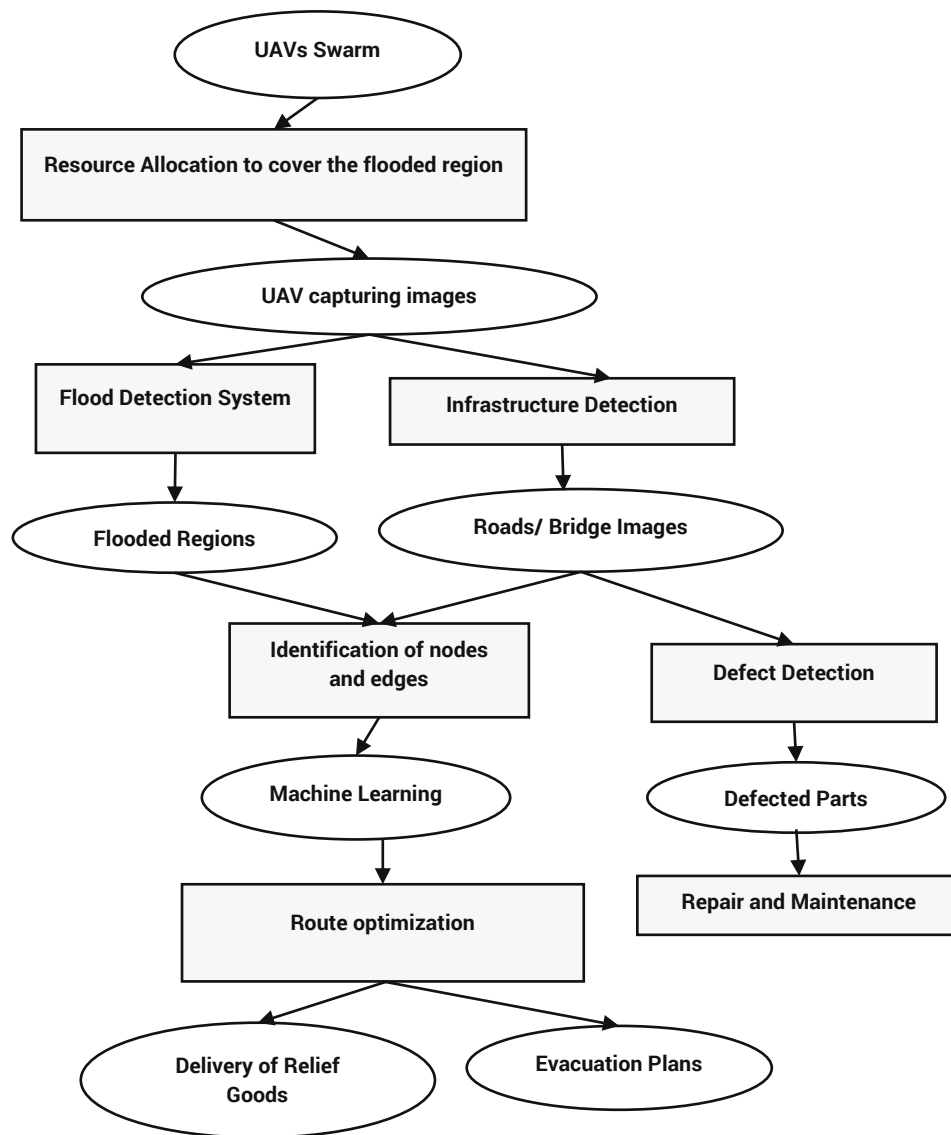 UAVs Swarm
Resource Allocation to cover the flooded region
UAV capturing images
Flood Detection System
Infrastructure Detection
Flooded Regions
Roads/ Bridge Images
Identification of nodes
and edges
Defect Detection
Machine Learning
Defected Parts
Route optimization
Repair and Maintenance
Delivery of Relief
Goods
Evacuation Plans